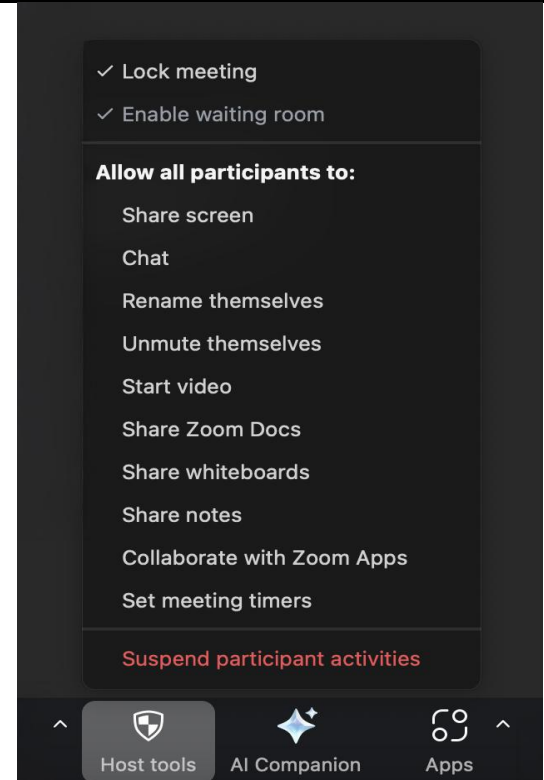 ✓ Lock meeting
✓ Enable waiting room
Allow all participants to:
Share screen
Chat
Rename themselves
Unmute themselves
Start video
Share Zoom Docs
Share whiteboards
Share notes
Collaborate with Zoom Apps
Set meeting timers
Suspend participant activities
Host tools AI Companion Apps